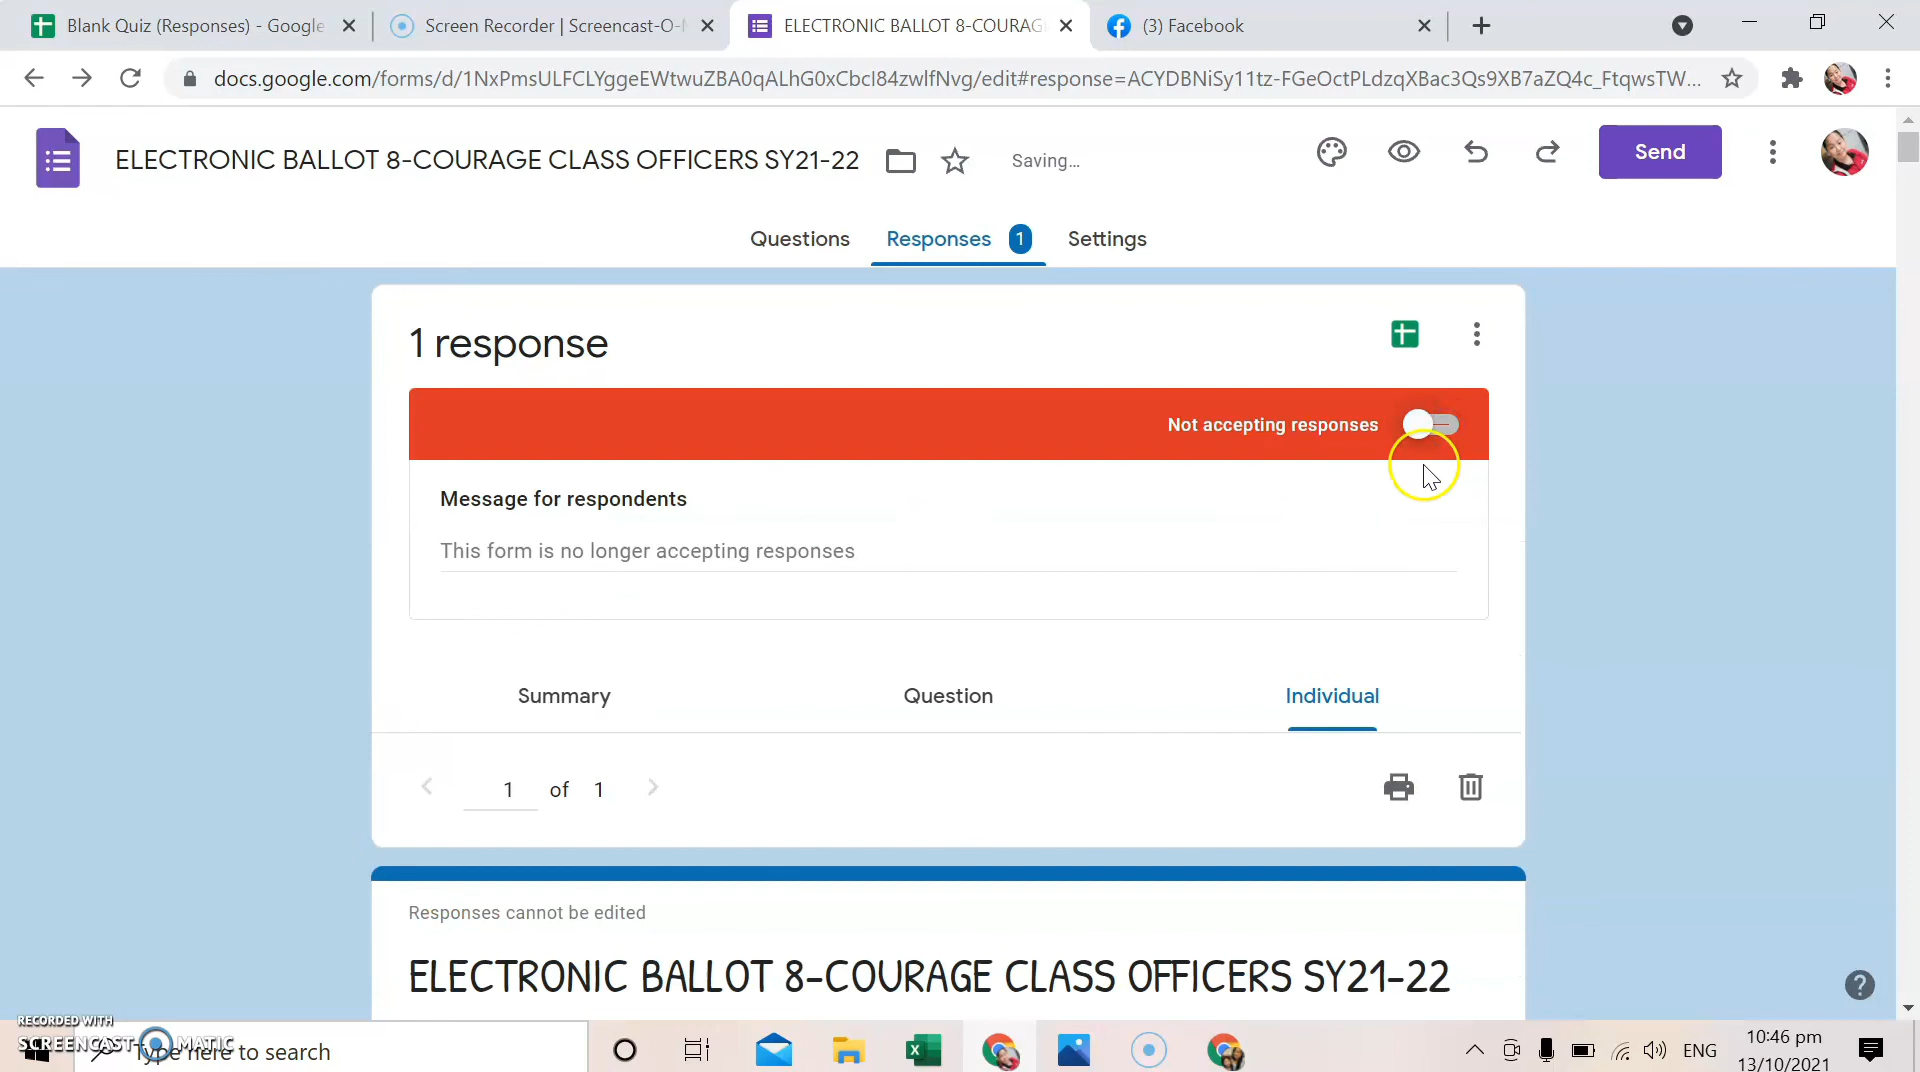 Blank Quiz (Responses) - Google
Screen Recorder | Screencast-O-M
ELECTRONIC BALLOT 8-COURAGE
(3) Facebook
docs.google.com/forms/d/1NxPmsULFCLYggeEWtwuZBA0qALhG0xCbcI84zwlfNvg/edit#response=ACYDBNiSy11tz-FGeOctPLdzqXBac3Qs9XB7aZQ4c_FtqwsTW...
ELECTRONIC BALLOT 8-COURAGE CLASS OFFICERS SY21-22
Saving...
Send
Questions
Responses
1
Settings
1 response
Not accepting responses
Message for respondents
This form is no longer accepting responses
Summary
Question
Individual
1 of 1
Responses cannot be edited
ELECTRONIC BALLOT 8-COURAGE CLASS OFFICERS SY21-22
RECORDED WITH
SCREENCAST-O-MATIC
Type here to search
ENG
10:46 pm
13/10/2021